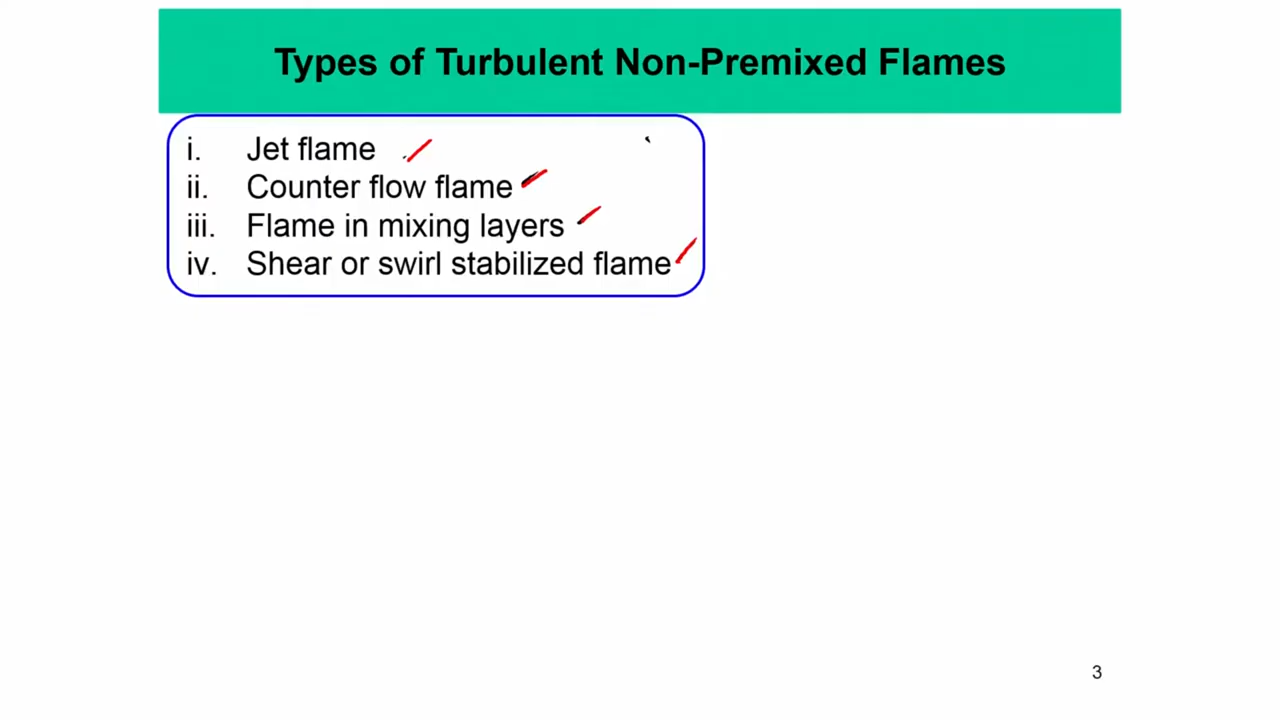 Types of Turbulent Non-Premixed Flames
i. Jet flame
ii. Counter flow flame
iii. Flame in mixing layers
iv. Shear or swirl stabilized flame
3